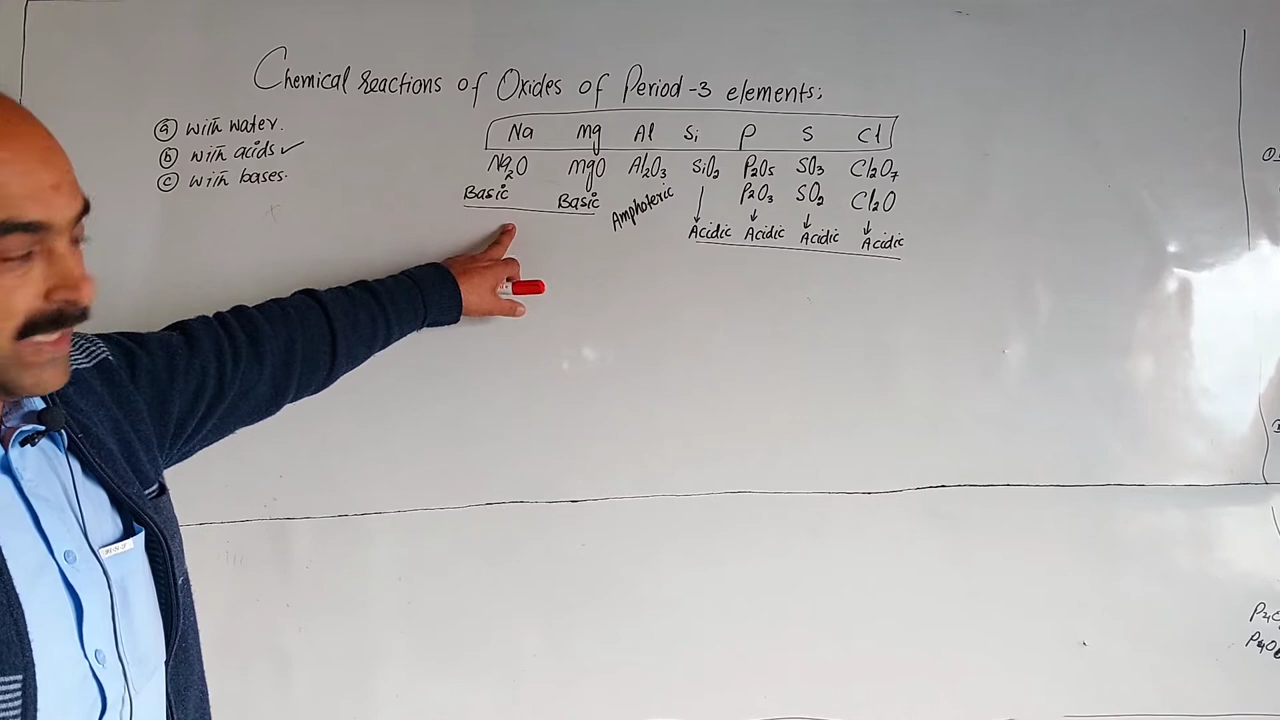 Chemical reactions of Oxides of Period-3 elements;
ⓐ with water.
ⓑ with acids ✓
ⓒ with bases.
Na Mg Al Si P S Cl
Na₂O MgO Al₂O₃ SiO₂ P₂O₅ SO₃ Cl₂O₇
P₂O₃ SO₂ Cl₂O
Basic Basic Amphoteric
↓ ↓ ↓ ↓
Acidic Acidic Acidic Acidic